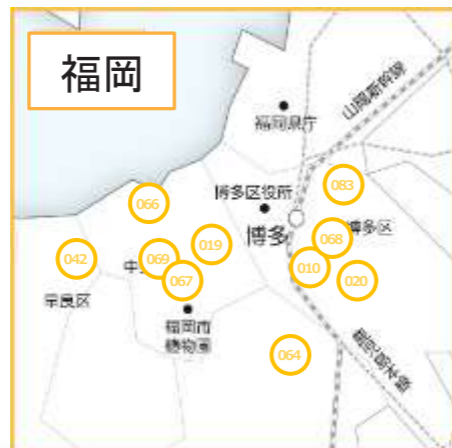 福岡
福岡県庁
山陽新幹線
083
博多区役所
066
博多
博多区
068
019
069
中
042
010
020
067
早良区
福岡市
植物園
064